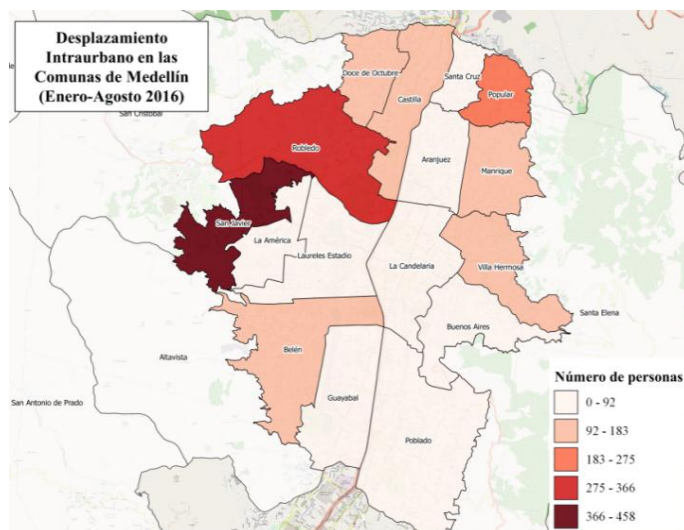 Desplazamiento
Intraurbano en las
Comunas de Medellín
(Enero-Agosto 2016)
San Cristóbal
Doce de Octubre
Santa Cruz
Popular
Castilla
Robledo
Aranjuez
Manrique
San Javier
La América
Laureles Estadio
La Candelaria
Villa Hermosa
Santa Elena
Buenos Aires
Altavista
Belén
San Antonio de Prado
Guayabal
Poblado
Número de personas
0 - 92
92 - 183
183 - 275
275 - 366
366 - 458